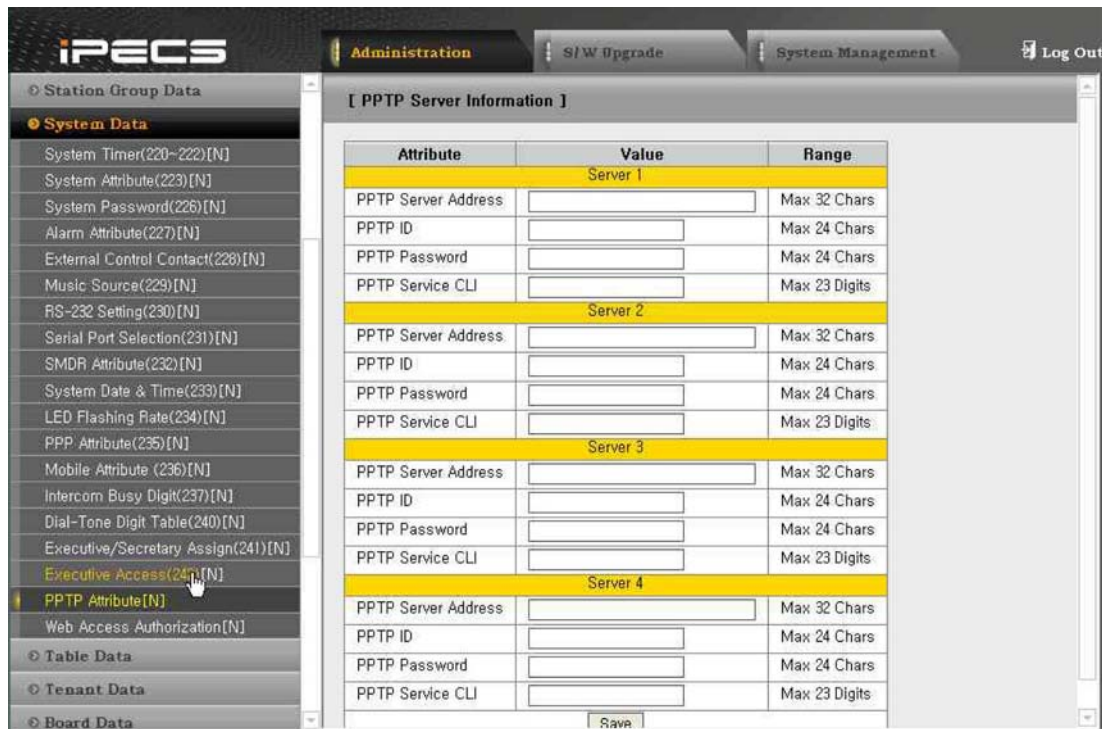 iPECS
Administration
S/W Upgrade
System Management
Log Out
Station Group Data
System Data
System Timer(220~222)[N]
System Attribute(223)[N]
System Password(226)[N]
Alarm Attribute(227)[N]
External Control Contact(228)[N]
Music Source(229)[N]
RS-232 Setting(230)[N]
Serial Port Selection(231)[N]
SMDR Attribute(232)[N]
System Date & Time(233)[N]
LED Flashing Rate(234)[N]
PPP Attribute(235)[N]
Mobile Attribute (236)[N]
Intercom Busy Digit(237)[N]
Dial-Tone Digit Table(240)[N]
Executive/Secretary Assign(241)[N]
Executive Access(242)[N]
PPTP Attribute[N]
Web Access Authorization[N]
Table Data
Tenant Data
Board Data
[ PPTP Server Information ]
Attribute Value Range
Server 1
PPTP Server Address Max 32 Chars
PPTP ID Max 24 Chars
PPTP Password Max 24 Chars
PPTP Service CLI Max 23 Digits
Server 2
PPTP Server Address Max 32 Chars
PPTP ID Max 24 Chars
PPTP Password Max 24 Chars
PPTP Service CLI Max 23 Digits
Server 3
PPTP Server Address Max 32 Chars
PPTP ID Max 24 Chars
PPTP Password Max 24 Chars
PPTP Service CLI Max 23 Digits
Server 4
PPTP Server Address Max 32 Chars
PPTP ID Max 24 Chars
PPTP Password Max 24 Chars
PPTP Service CLI Max 23 Digits
Save